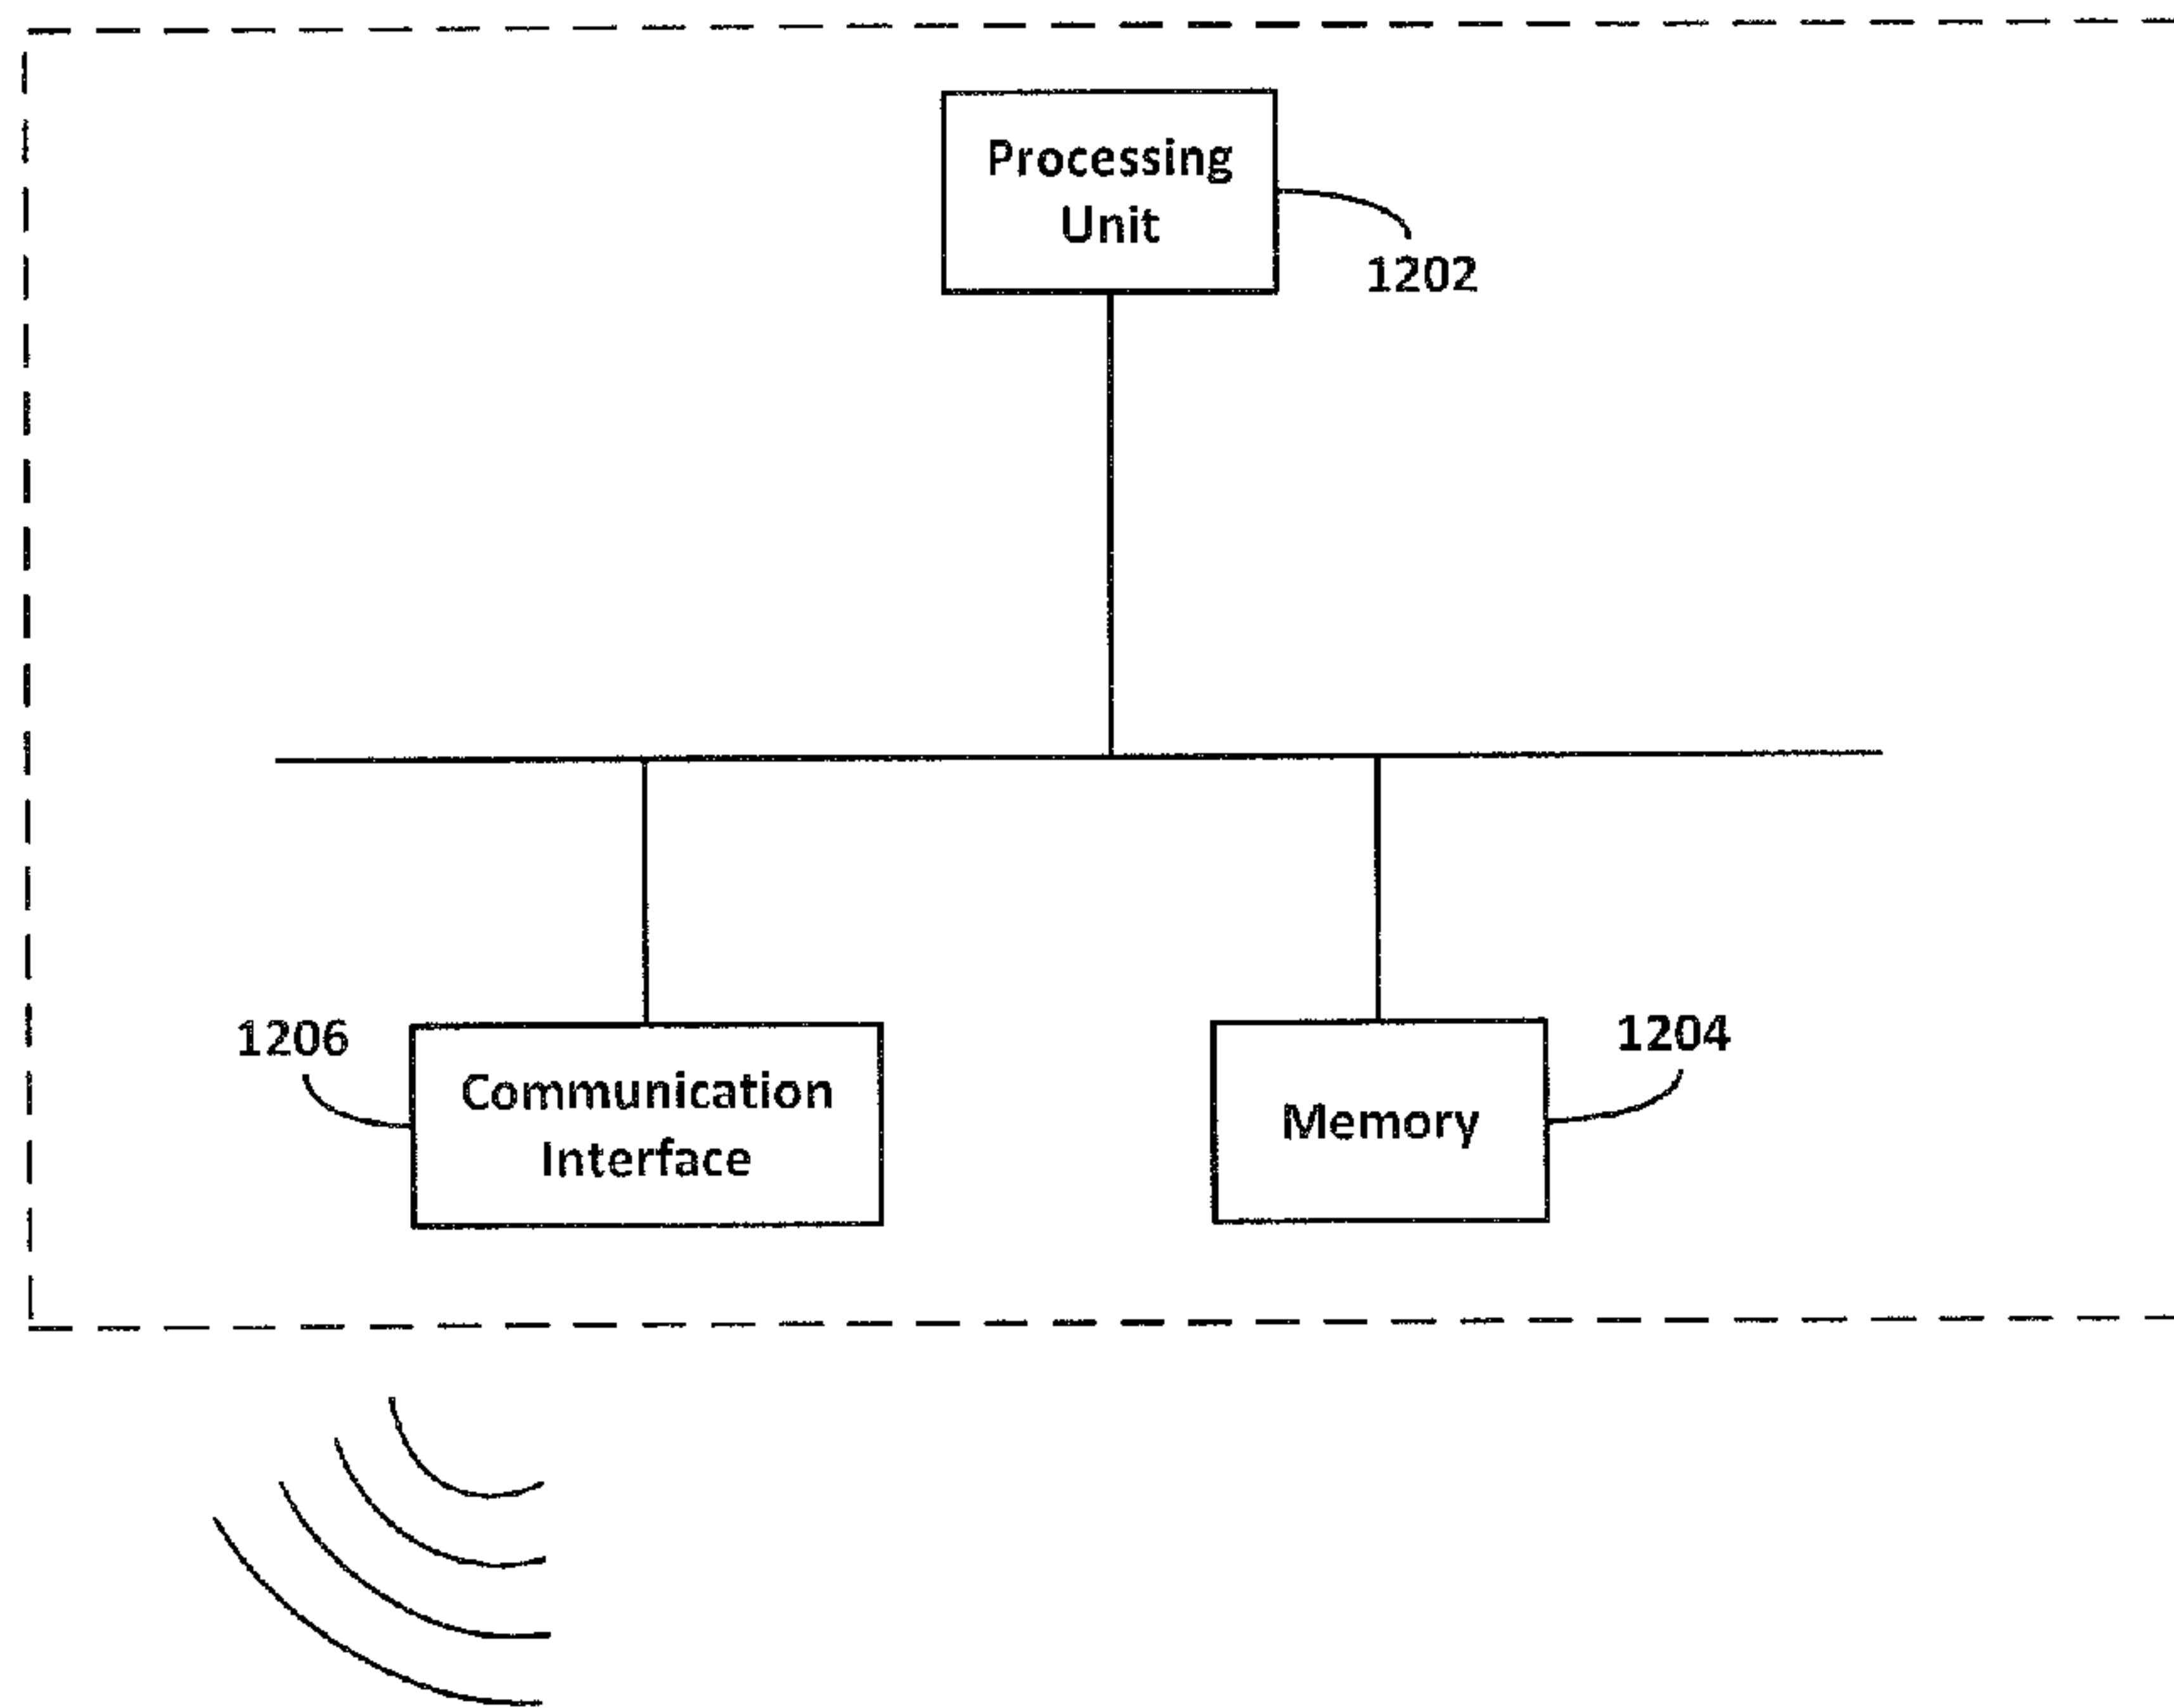 Processing
Unit
1202
1206
Communication
Interface
Memory
1204